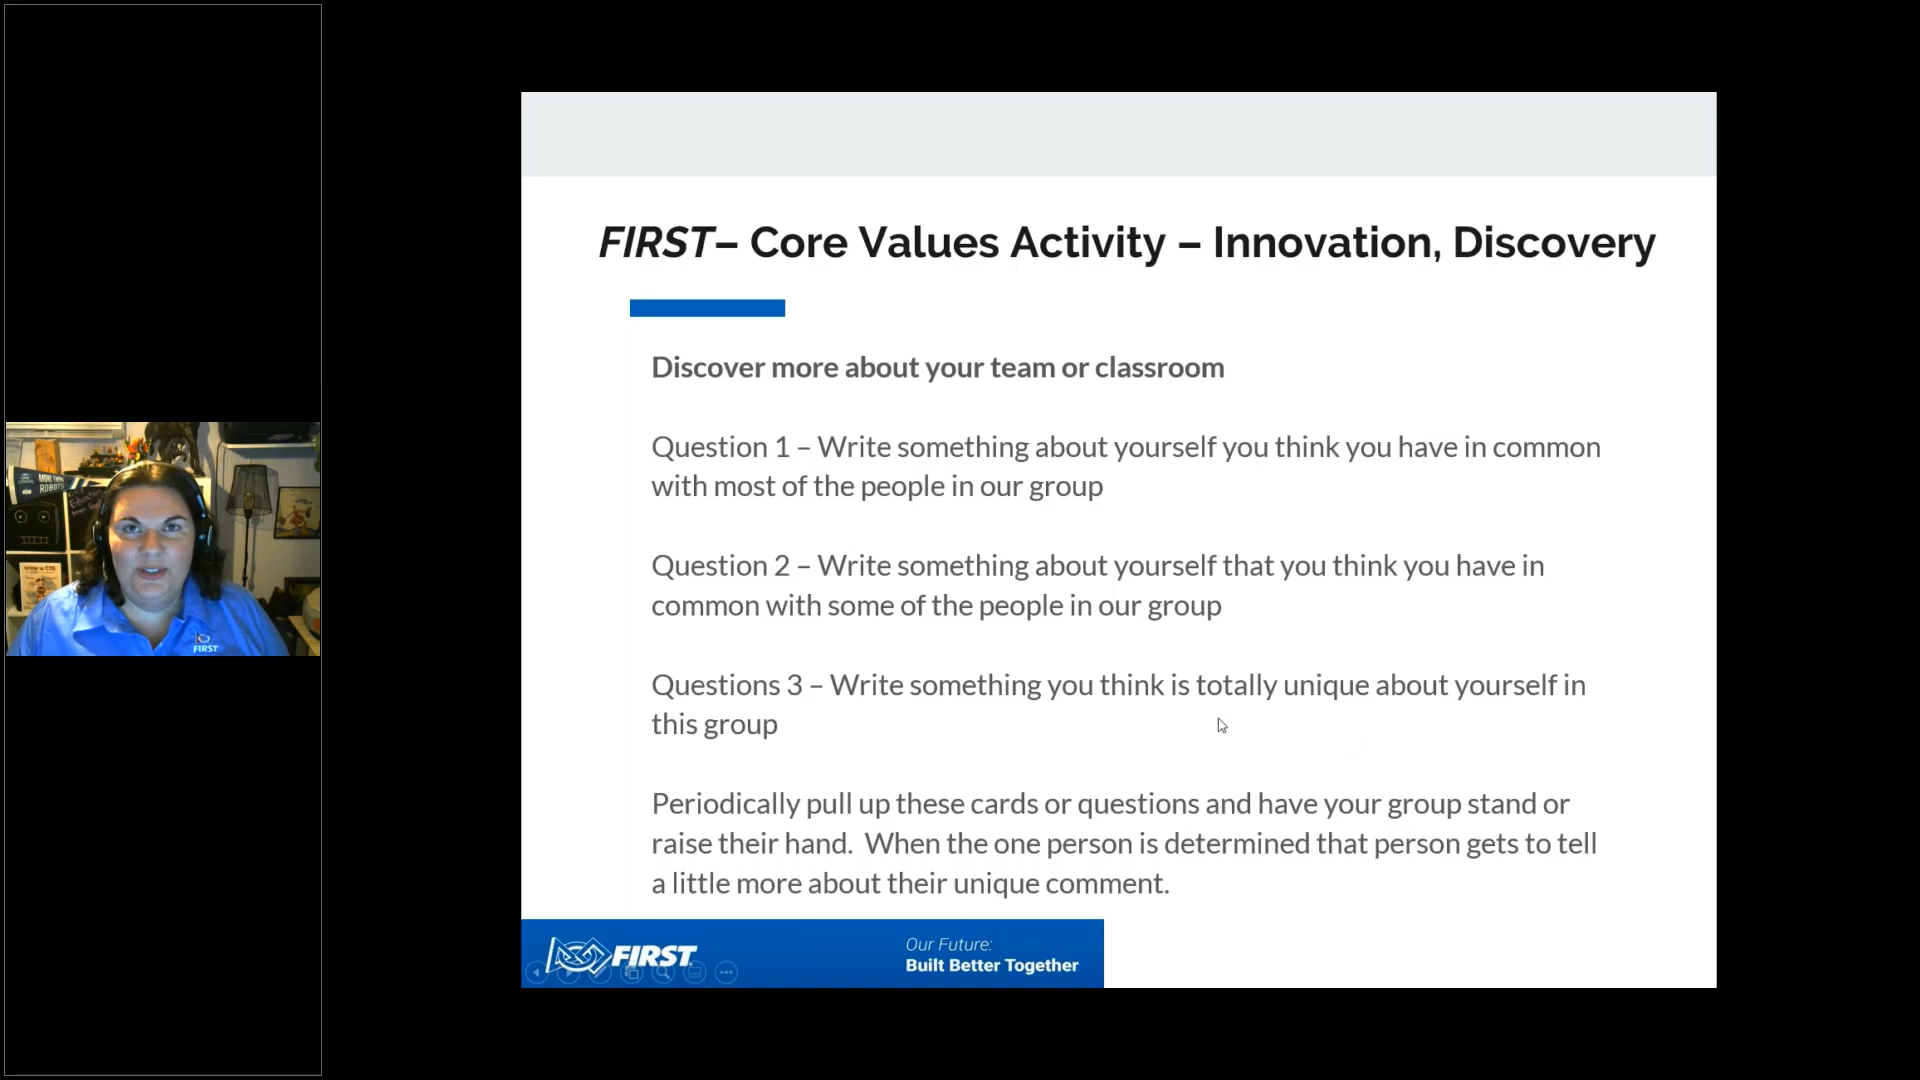 FIRST– Core Values Activity – Innovation, Discovery
Discover more about your team or classroom
Question 1 – Write something about yourself you think you have in common
with most of the people in our group
Question 2 – Write something about yourself that you think you have in
common with some of the people in our group
Questions 3 – Write something you think is totally unique about yourself in
this group
Periodically pull up these cards or questions and have your group stand or
raise their hand.  When the one person is determined that person gets to tell
a little more about their unique comment.
FIRST
Our Future:
Built Better Together
MORE THAN
ROBOTS
FIRST